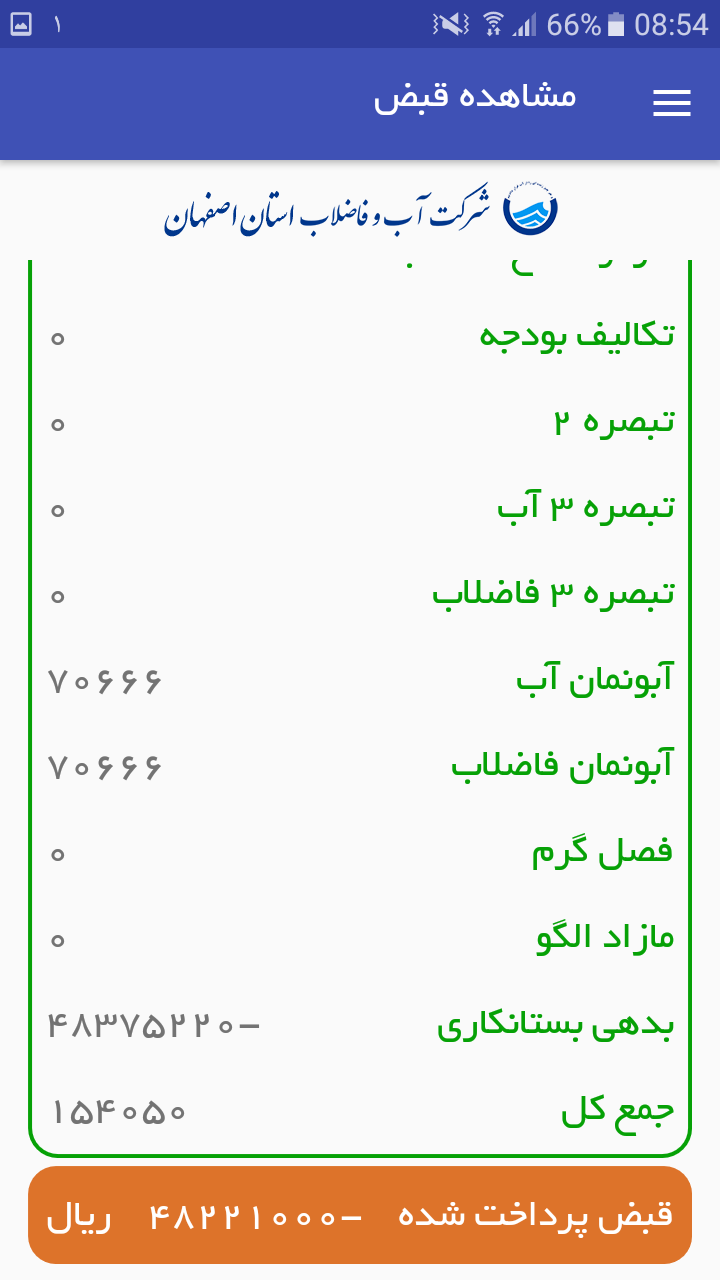 ۱ 66% 08:54
مشاهده قبض
شرکت آب و فاضلاب استان اصفهان
تکالیف بودجه ۰
تبصره ۲ ۰
تبصره ۳ آب ۰
تبصره ۳ فاضلاب ۰
آبونمان آب ۷۰۶۶۶
آبونمان فاضلاب ۷۰۶۶۶
فصل گرم ۰
مازاد الگو ۰
بدهی بستانکاری ۴۸۳۷۵۲۲۰-
جمع کل ۱۵۴۰۵۰
قبض پرداخت شده ۴۸۲۲۱۰۰۰- ریال